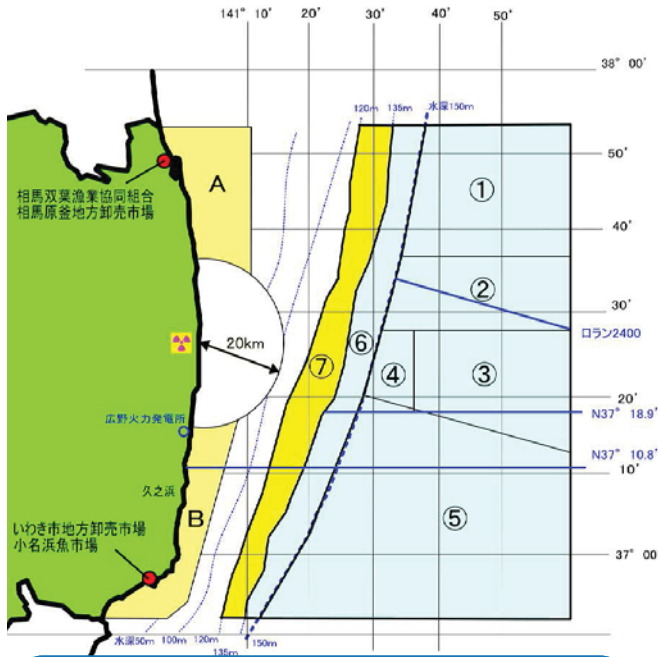 141° 10' 20' 30' 40' 50'
38° 00'
120m 135m 水深150m
50'
A
①
相馬双葉漁業協同組合
相馬原釜地方卸売市場
40'
②
30'
ロラン2400
20km
⑥
⑦
④
③
20'
N37° 18.9'
広野火力発電所
N37° 10.8'
10'
久之浜
B
⑤
いわき市地方卸売市場
小名浜魚市場
37° 00'
水深50m 100m 120m 150m
135m